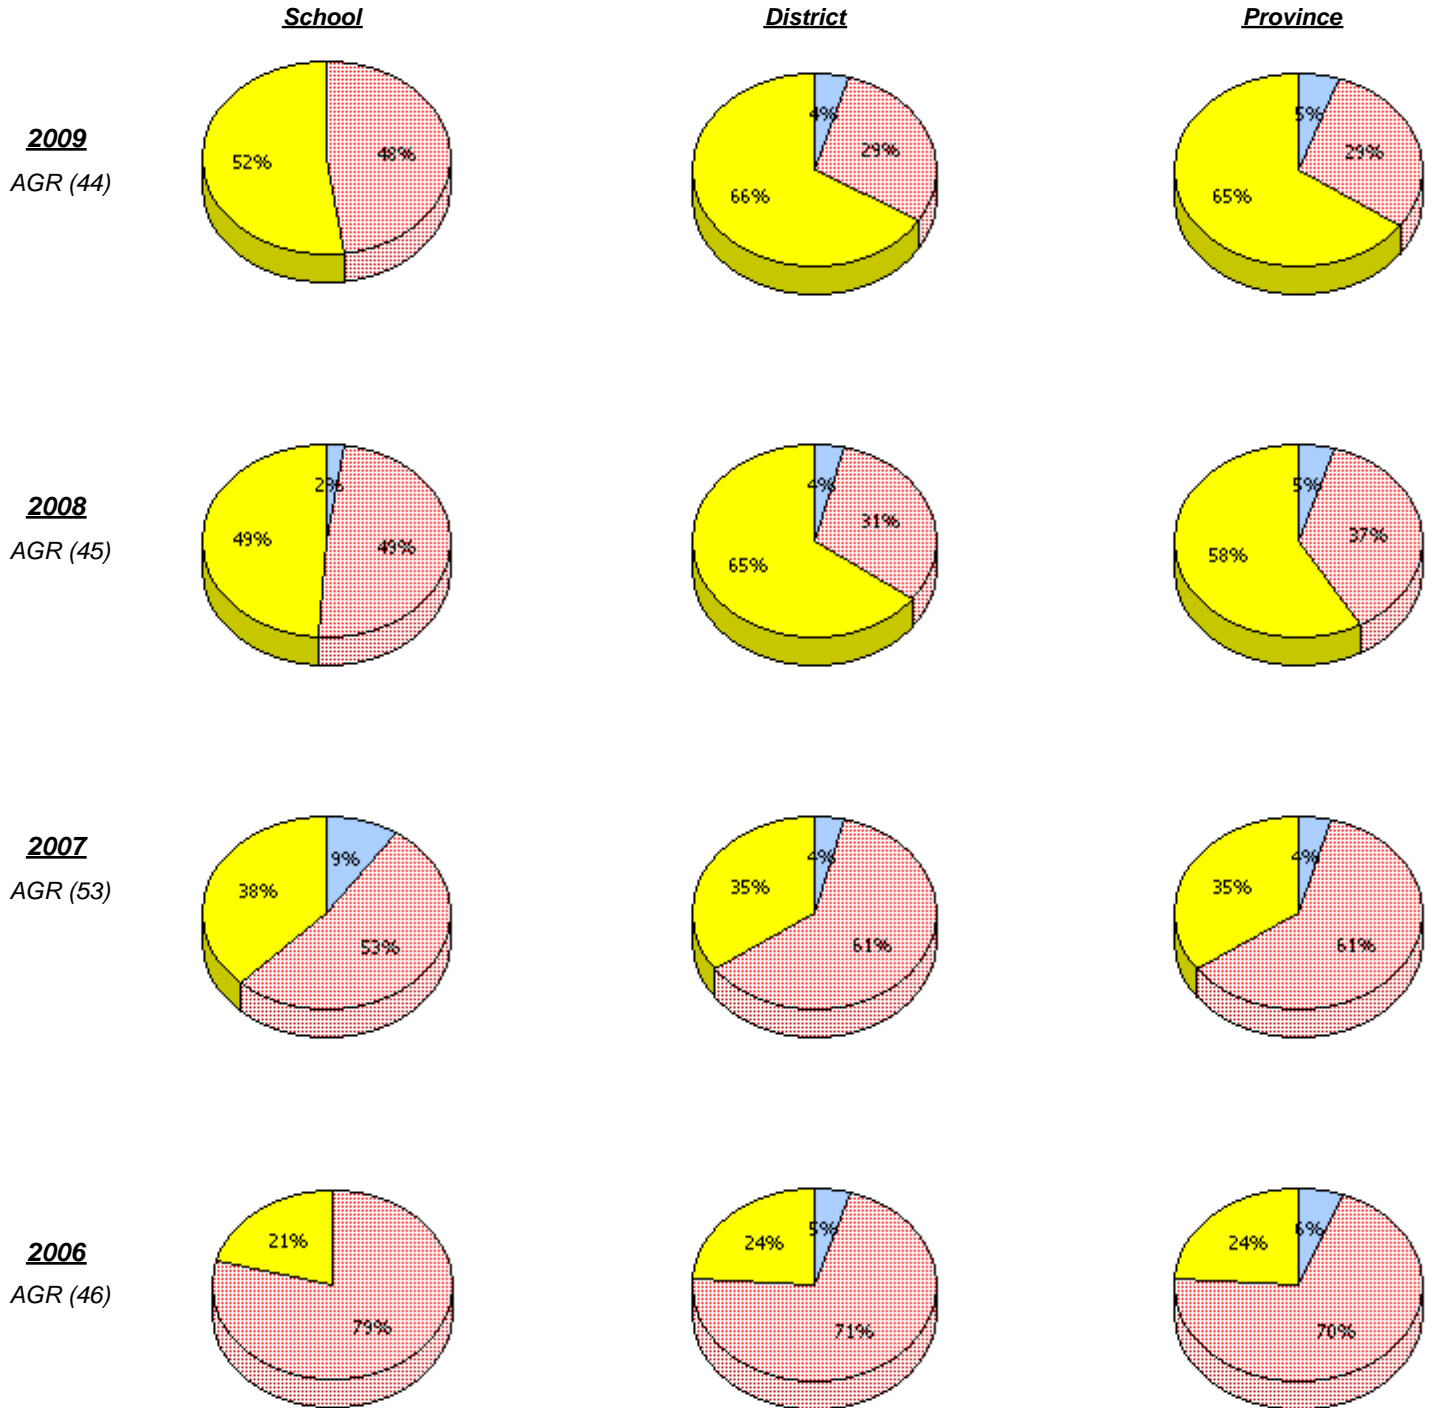 School District Province
2009
AGR (44)
52% 48% 4% 29% 66% 5% 29% 65%
2008
AGR (45)
2% 49% 49% 4% 31% 65% 5% 37% 58%
2007
AGR (53)
9% 38% 53% 4% 35% 61% 4% 35% 61%
2006
AGR (46)
21% 79% 5% 24% 71% 6% 24% 70%